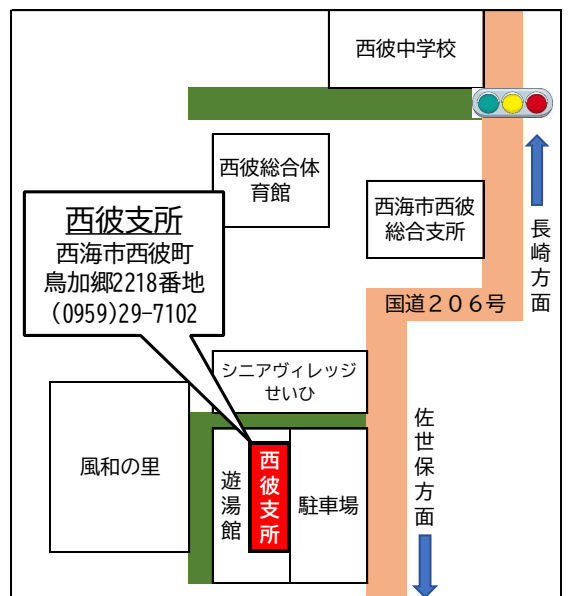 西彼中学校
西彼総合体
育館
西海市西彼
総合支所
長崎方面
西彼支所
西海市西彼町
鳥加郷2218番地
(0959)29-7102
国道２０６号
シニアヴィレッジ
せいひ
佐世保方面
風和の里
遊湯館
西彼支所
駐車場